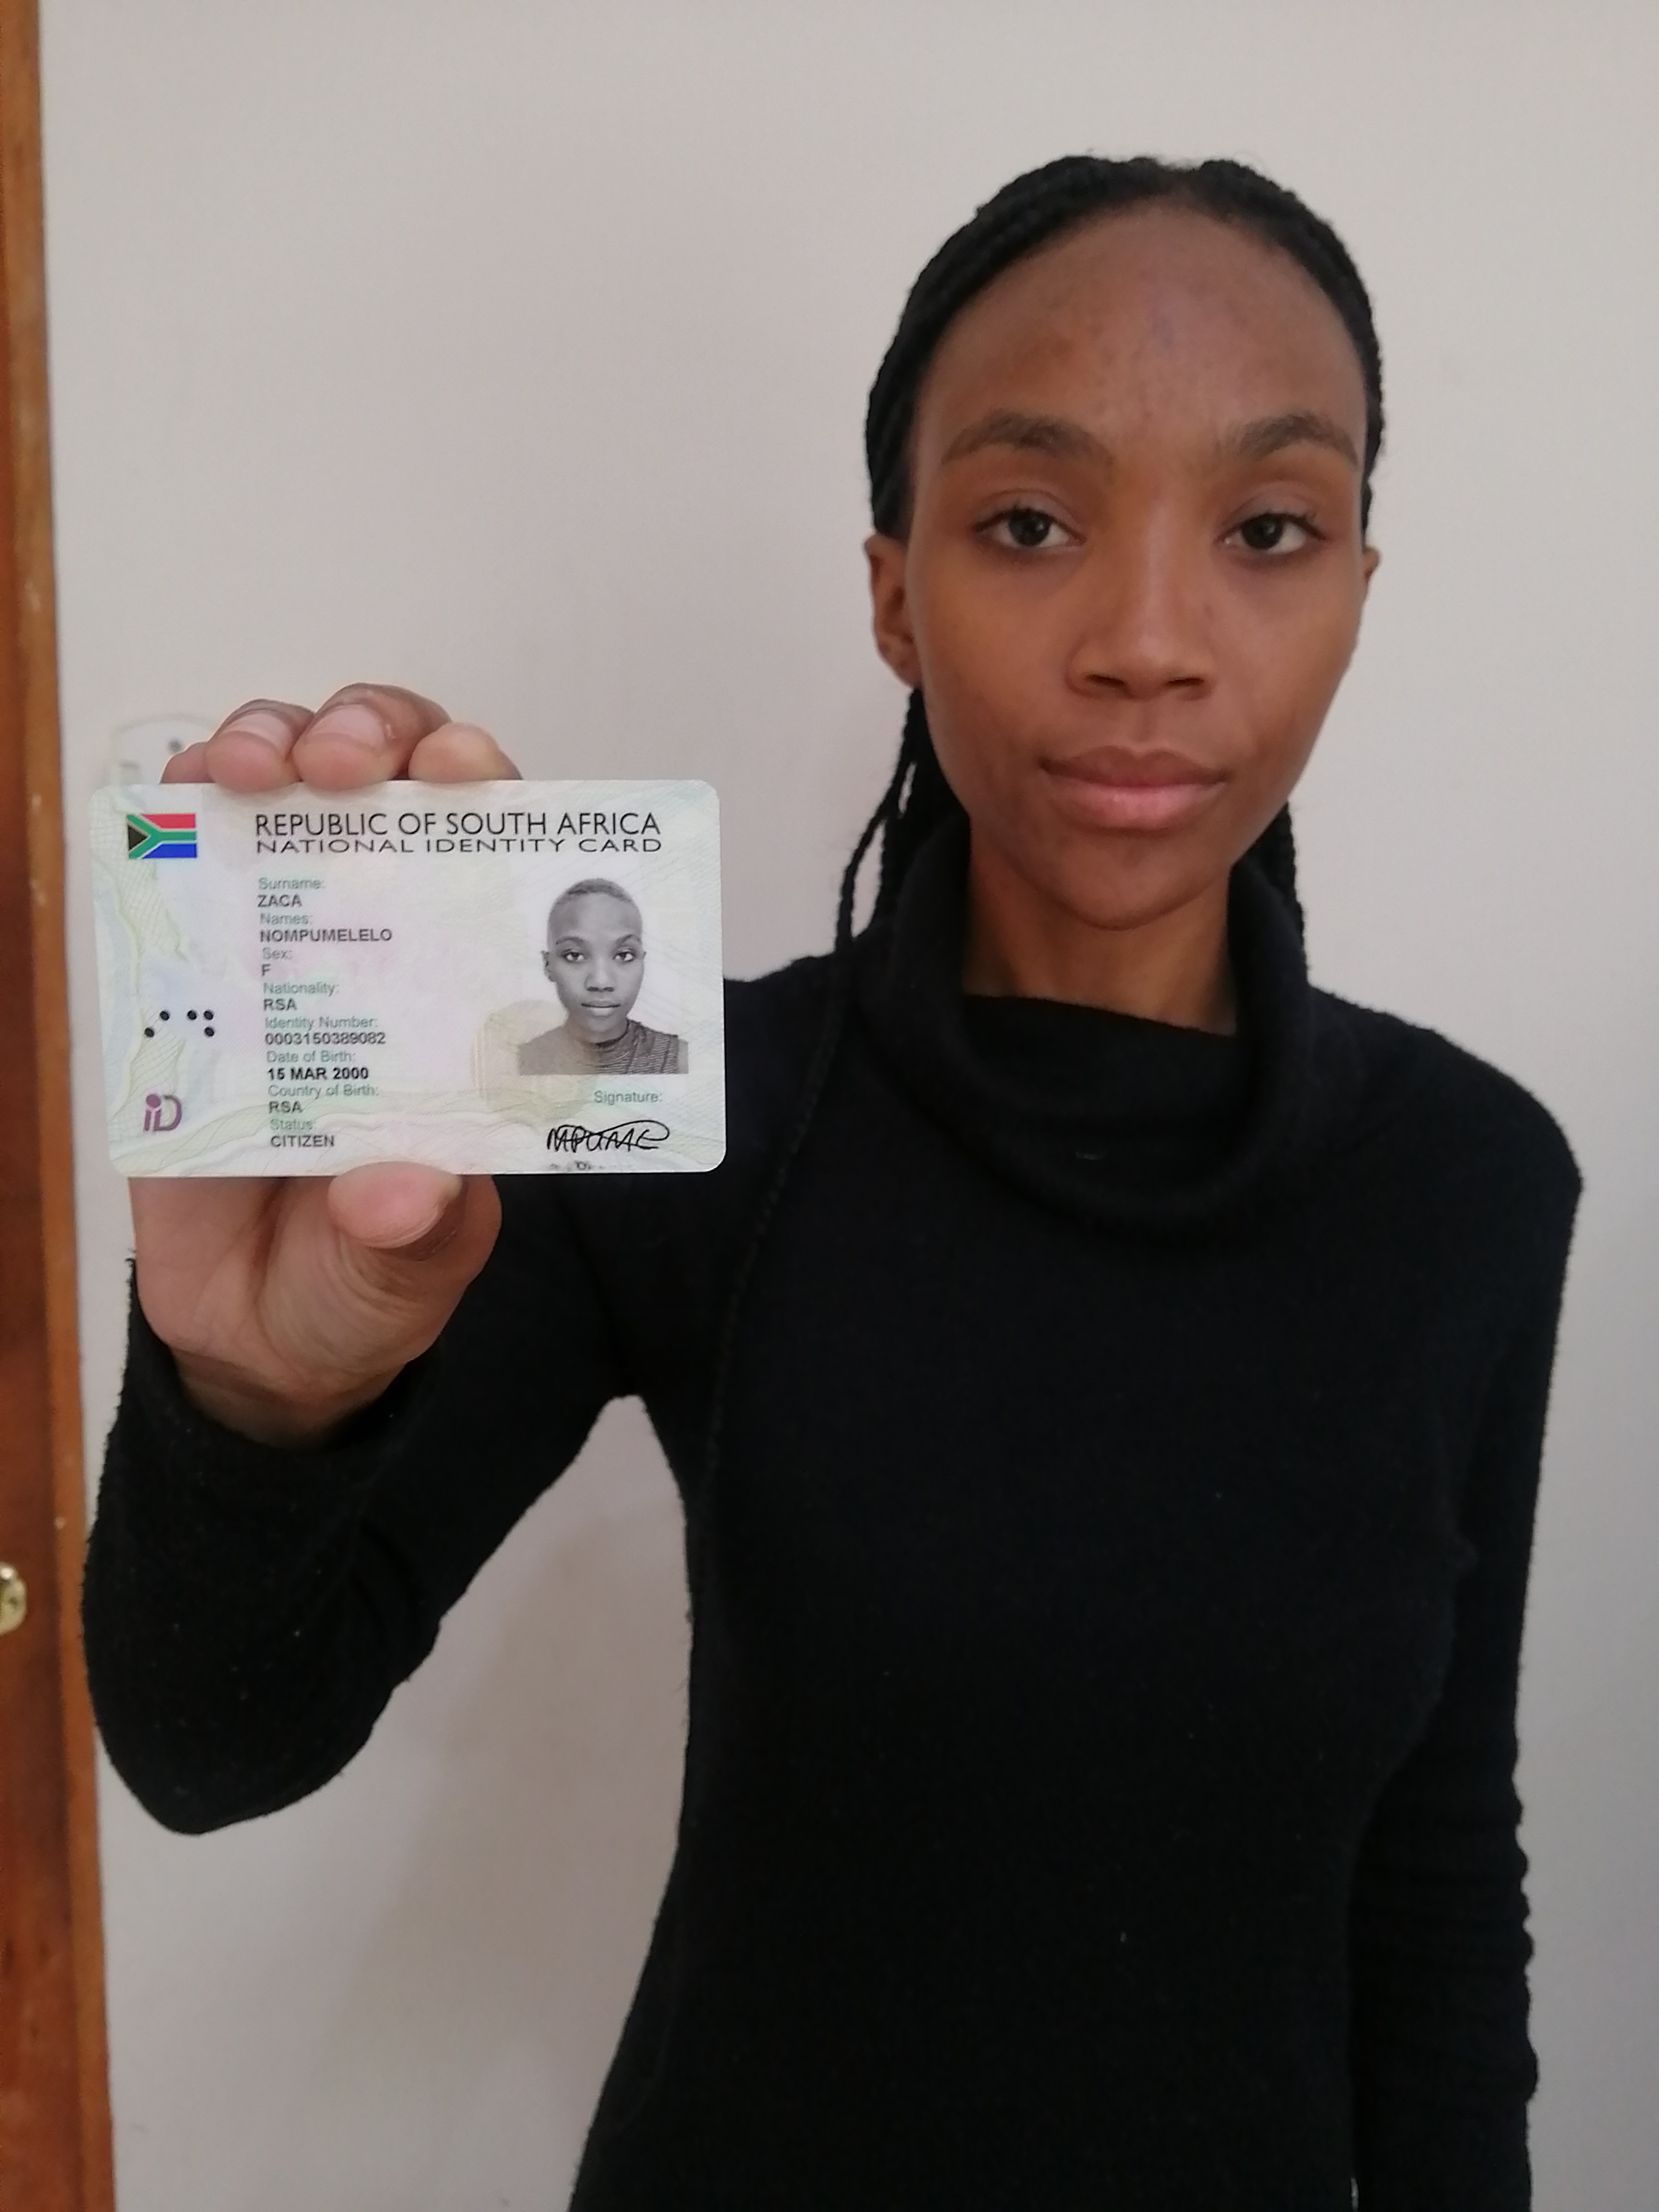 REPUBLIC OF SOUTH AFRICA
NATIONAL IDENTITY CARD
Surname:
ZACA
Names:
NOMPUMELELO
Sex:
F
Nationality:
RSA
Identity Number:
0003150389082
Date of Birth:
15 MAR 2000
Country of Birth:
RSA
Status:
CITIZEN
Signature:
MPUME
iD